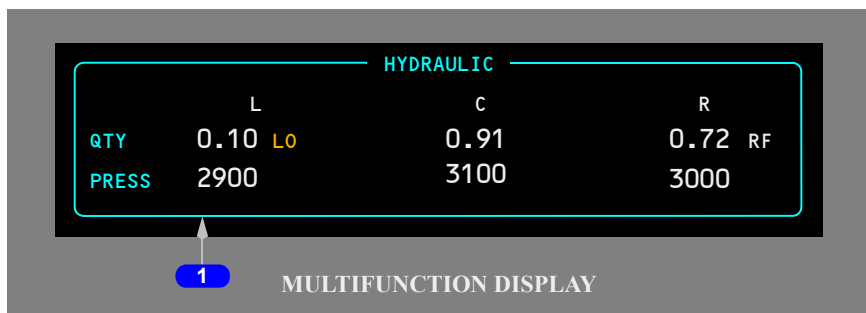 HYDRAULIC
L C R
QTY 0.10 LO 0.91 0.72 RF
PRESS 2900 3100 3000
1
MULTIFUNCTION DISPLAY